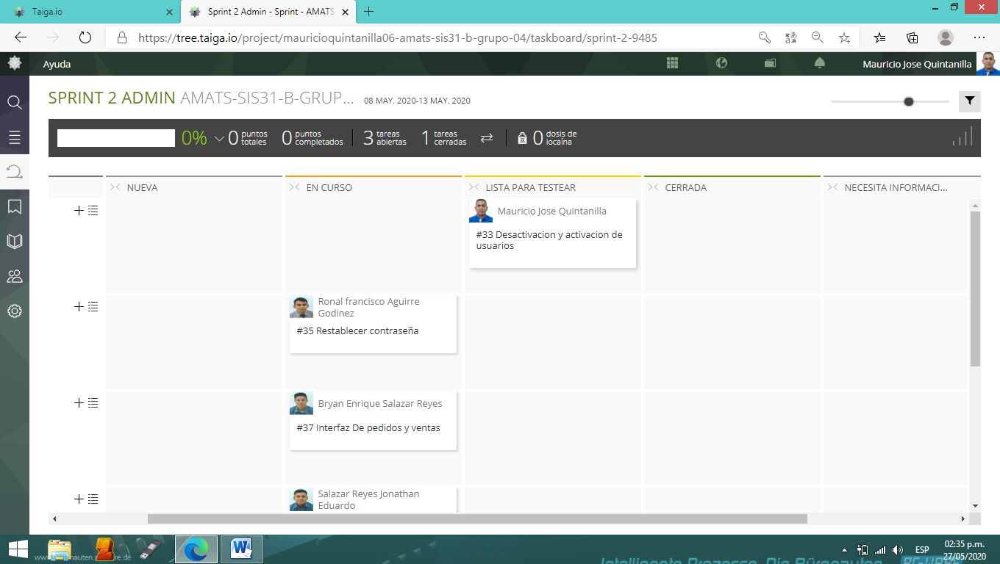 Taiga.io
Sprint 2 Admin - Sprint - AMATS
https://tree.taiga.io/project/mauricioquintanilla06-amats-sis31-b-grupo-04/taskboard/sprint-2-9485
Ayuda
Mauricio Jose Quintanilla
SPRINT 2 ADMIN AMATS-SIS31-B-GRUP... 08 MAY. 2020-13 MAY. 2020
0% 0 puntos totales 0 puntos completados 3 tareas abiertas 1 tareas cerradas 0 dosis de iocaína
NUEVA
EN CURSO
LISTA PARA TESTEAR
CERRADA
NECESITA INFORMACI...
Mauricio Jose Quintanilla
#33 Desactivacion y activacion de
usuarios
Ronal francisco Aguirre
Godinez
#35 Restablecer contraseña
Bryan Enrique Salazar Reyes
#37 Interfaz De pedidos y ventas
Salazar Reyes Jonathan
Eduardo
Intelligente Prozesse. Die Büronauten.
ESP
02:35 p.m.
27/05/2020